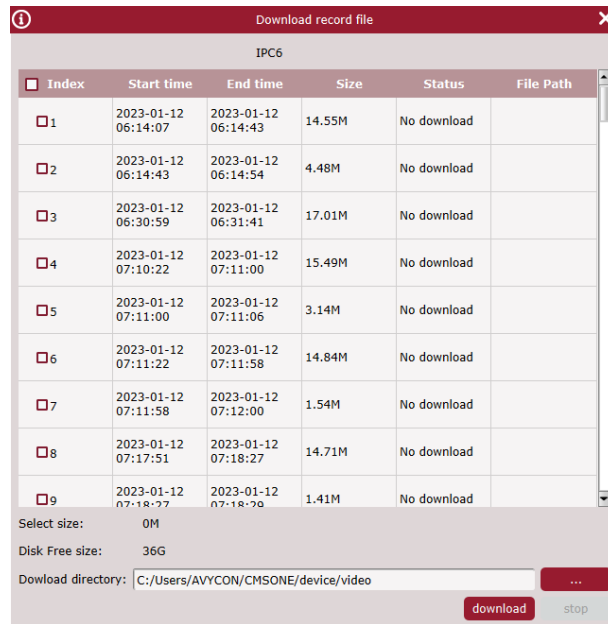 Download record file
IPC6
Index Start time End time Size Status File Path
1 2023-01-12 06:14:07 2023-01-12 06:14:43 14.55M No download
2 2023-01-12 06:14:43 2023-01-12 06:14:54 4.48M No download
3 2023-01-12 06:30:59 2023-01-12 06:31:41 17.01M No download
4 2023-01-12 07:10:22 2023-01-12 07:11:00 15.49M No download
5 2023-01-12 07:11:00 2023-01-12 07:11:06 3.14M No download
6 2023-01-12 07:11:22 2023-01-12 07:11:58 14.84M No download
7 2023-01-12 07:11:58 2023-01-12 07:12:00 1.54M No download
8 2023-01-12 07:17:51 2023-01-12 07:18:27 14.71M No download
9 2023-01-12 07:18:27 2023-01-12 07:18:29 1.41M No download
Select size: 0M
Disk Free size: 36G
Dowload directory: C:/Users/AVYCON/CMSONE/device/video ...
download stop